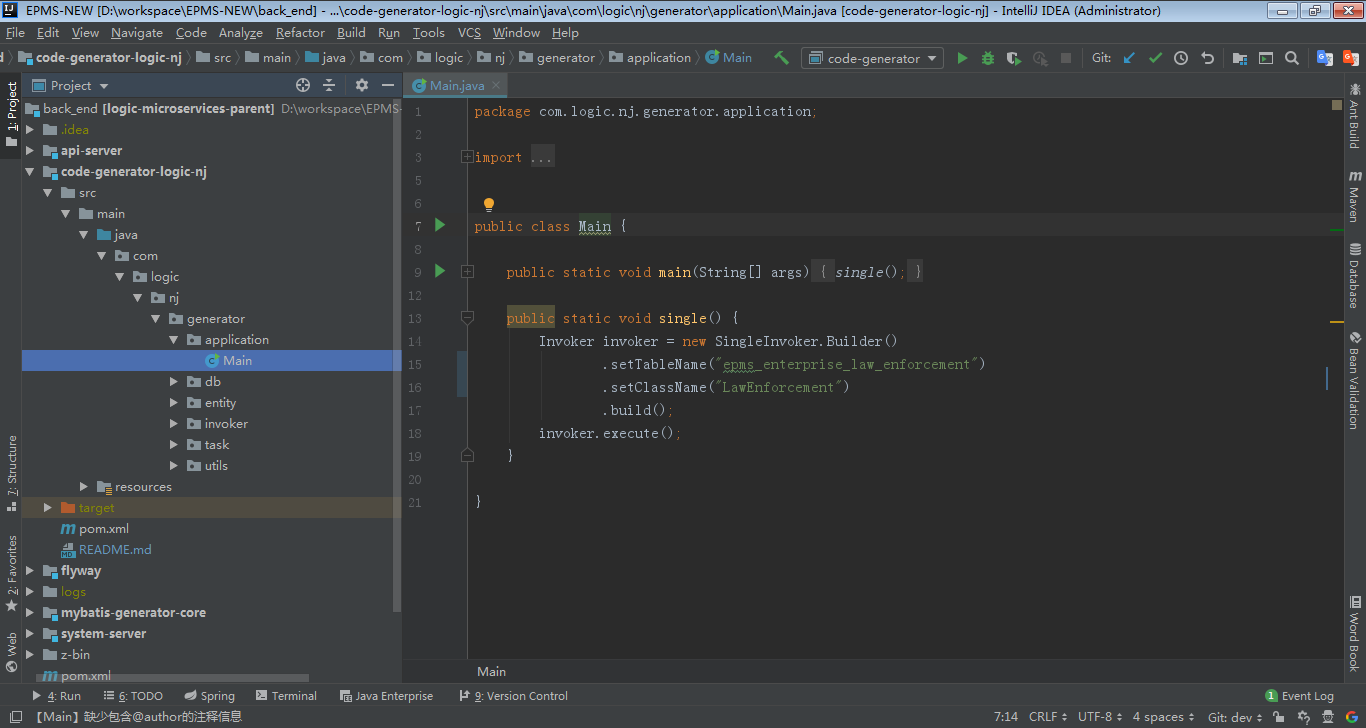 EPMS-NEW [D:\workspace\EPMS-NEW\back_end] - ...\code-generator-logic-nj\src\main\java\com\logic\nj\generator\application\Main.java [code-generator-logic-nj] - IntelliJ IDEA (Administrator)
File Edit View Navigate Code Analyze Refactor Build Run Tools VCS Window Help
code-generator-logic-nj src main java com logic nj generator application Main code-generator Git:
Project
Main.java
1: Project
7: Structure
2: Favorites
Web
back_end [logic-microservices-parent] D:\workspace\EPMS-
.idea
api-server
code-generator-logic-nj
src
main
java
com
logic
nj
generator
application
Main
db
entity
invoker
task
utils
resources
target
pom.xml
README.md
flyway
logs
mybatis-generator-core
system-server
z-bin
pom.xml
1 package com.logic.nj.generator.application;
2
3 import ...
5
6
7 public class Main {
8
9 public static void main(String[] args) { single(); }
12
13 public static void single() {
14 Invoker invoker = new SingleInvoker.Builder()
15 .setTableName("epms_enterprise_law_enforcement")
16 .setClassName("LawEnforcement")
17 .build();
18 invoker.execute();
19 }
20
21 }
Main
Ant Build
Maven
Database
Bean Validation
Word Book
4: Run 6: TODO Spring Terminal Java Enterprise 9: Version Control 1 Event Log
【Main】缺少包含@author的注释信息 7:14 CRLF UTF-8 4 spaces Git: dev